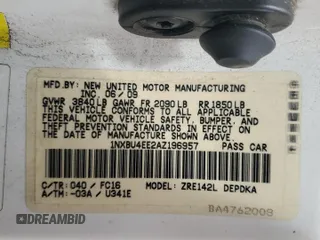 MFD.BY: NEW UNITED MOTOR MANUFACTURING
INC. 06/09
GVWR 3840LB GAWR FR 2090LB RR 1850LB
THIS VEHICLE CONFORMS TO ALL APPLICABLE
FEDERAL MOTOR VEHICLE SAFETY, BUMPER, AND
THEFT PREVENTION STANDARDS IN EFFECT ON
THE DATE OF MANUFACTURE SHOWN ABOVE.
1NXBU4EE2AZ196957 PASS CAR
C/TR: 040 / FC16 MODEL: ZRE142L DEPDKA
A/TM: -03A / U341E
BA4762008
DREAMBID